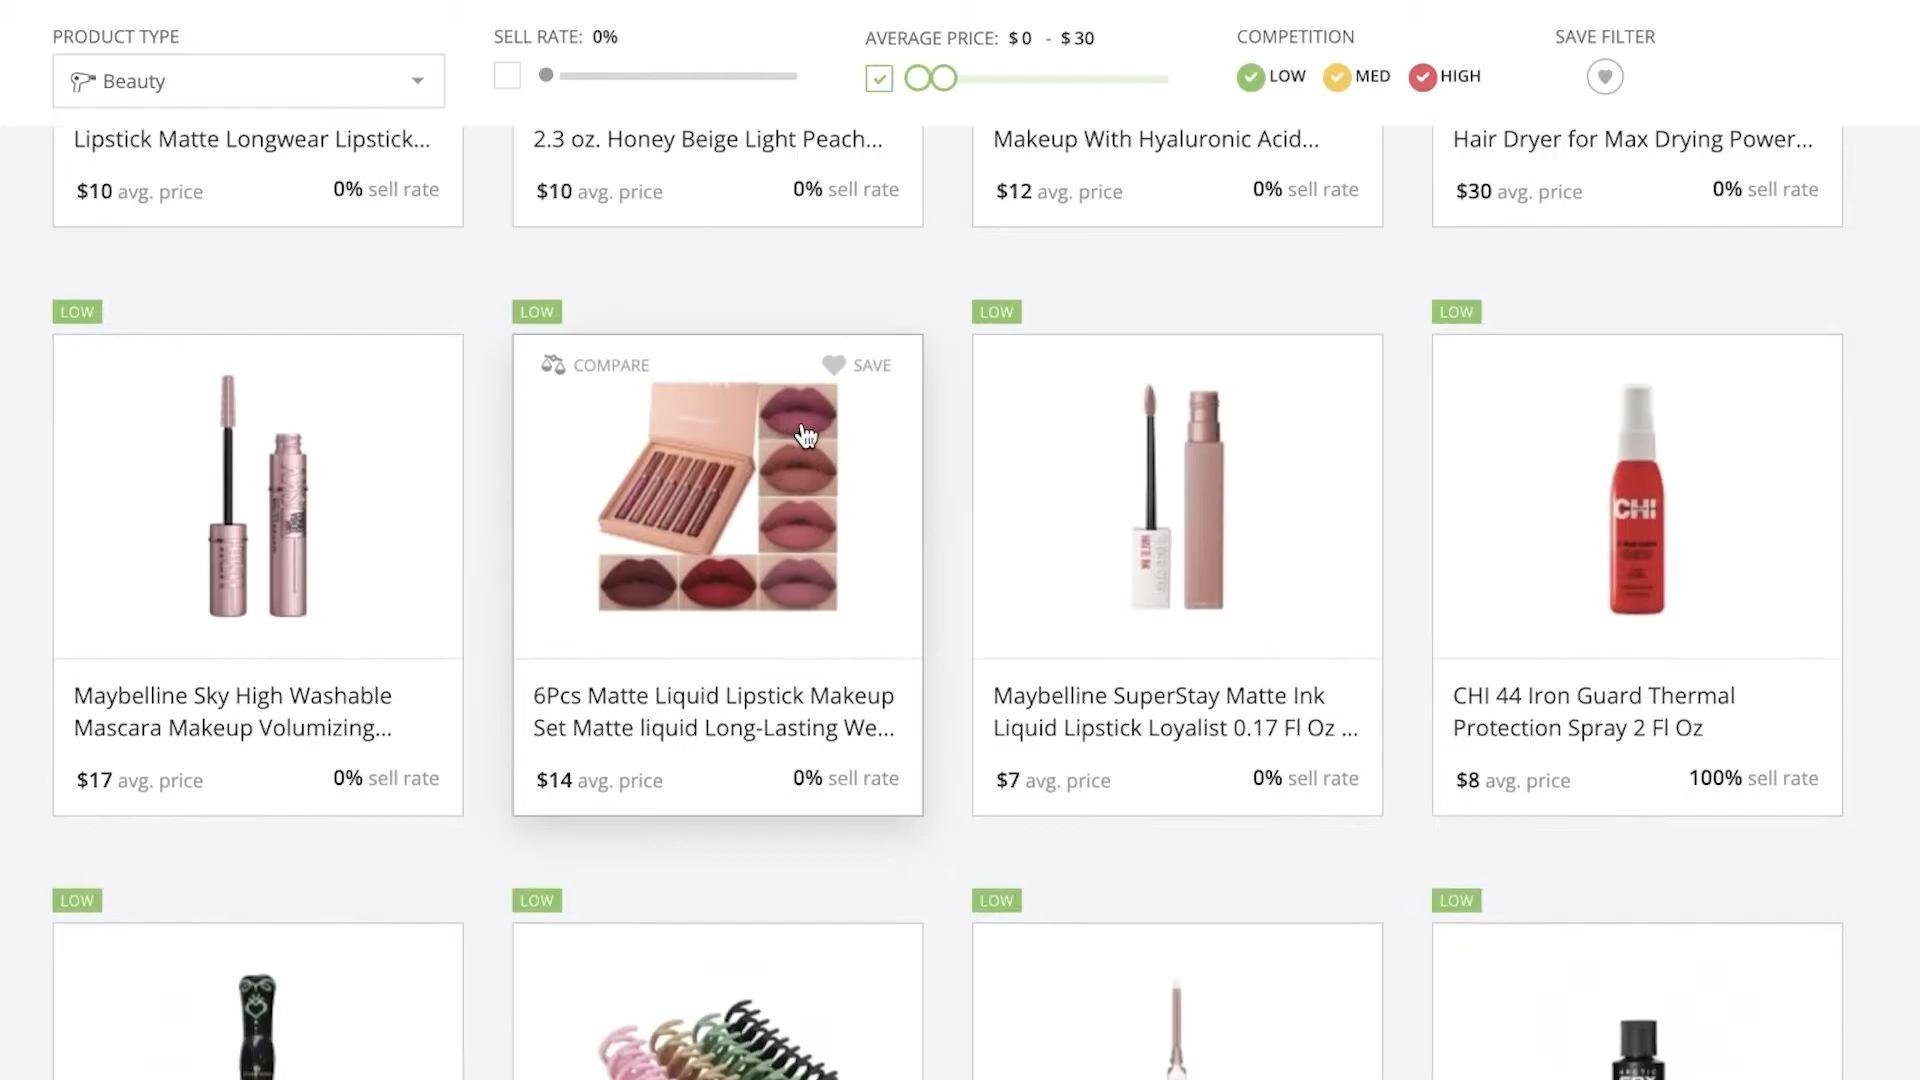 PRODUCT TYPE
SELL RATE: 0%
AVERAGE PRICE: $ 0 - $ 30
COMPETITION
SAVE FILTER
Beauty
LOW
MED
HIGH
Lipstick Matte Longwear Lipstick...
2.3 oz. Honey Beige Light Peach...
Makeup With Hyaluronic Acid...
Hair Dryer for Max Drying Power...
$10 avg. price
0% sell rate
$10 avg. price
0% sell rate
$12 avg. price
0% sell rate
$30 avg. price
0% sell rate
LOW
LOW
LOW
LOW
COMPARE
SAVE
CHI
Maybelline Sky High Washable
Mascara Makeup Volumizing...
$17 avg. price
0% sell rate
6Pcs Matte Liquid Lipstick Makeup
Set Matte liquid Long-Lasting We...
$14 avg. price
0% sell rate
Maybelline SuperStay Matte Ink
Liquid Lipstick Loyalist 0.17 Fl Oz ...
$7 avg. price
0% sell rate
CHI 44 Iron Guard Thermal
Protection Spray 2 Fl Oz
$8 avg. price
100% sell rate
LOW
LOW
LOW
LOW